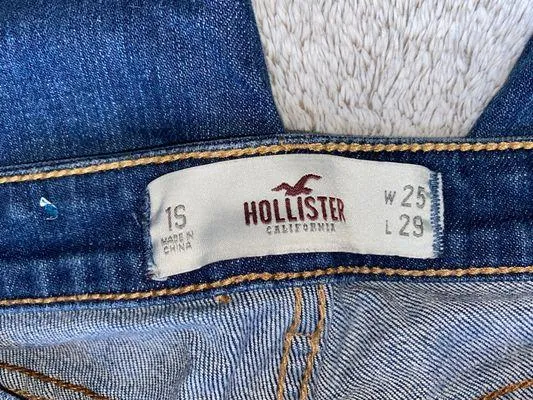 1S
MADE IN
CHINA
HOLLISTER
CALIFORNIA
W 25
L 29